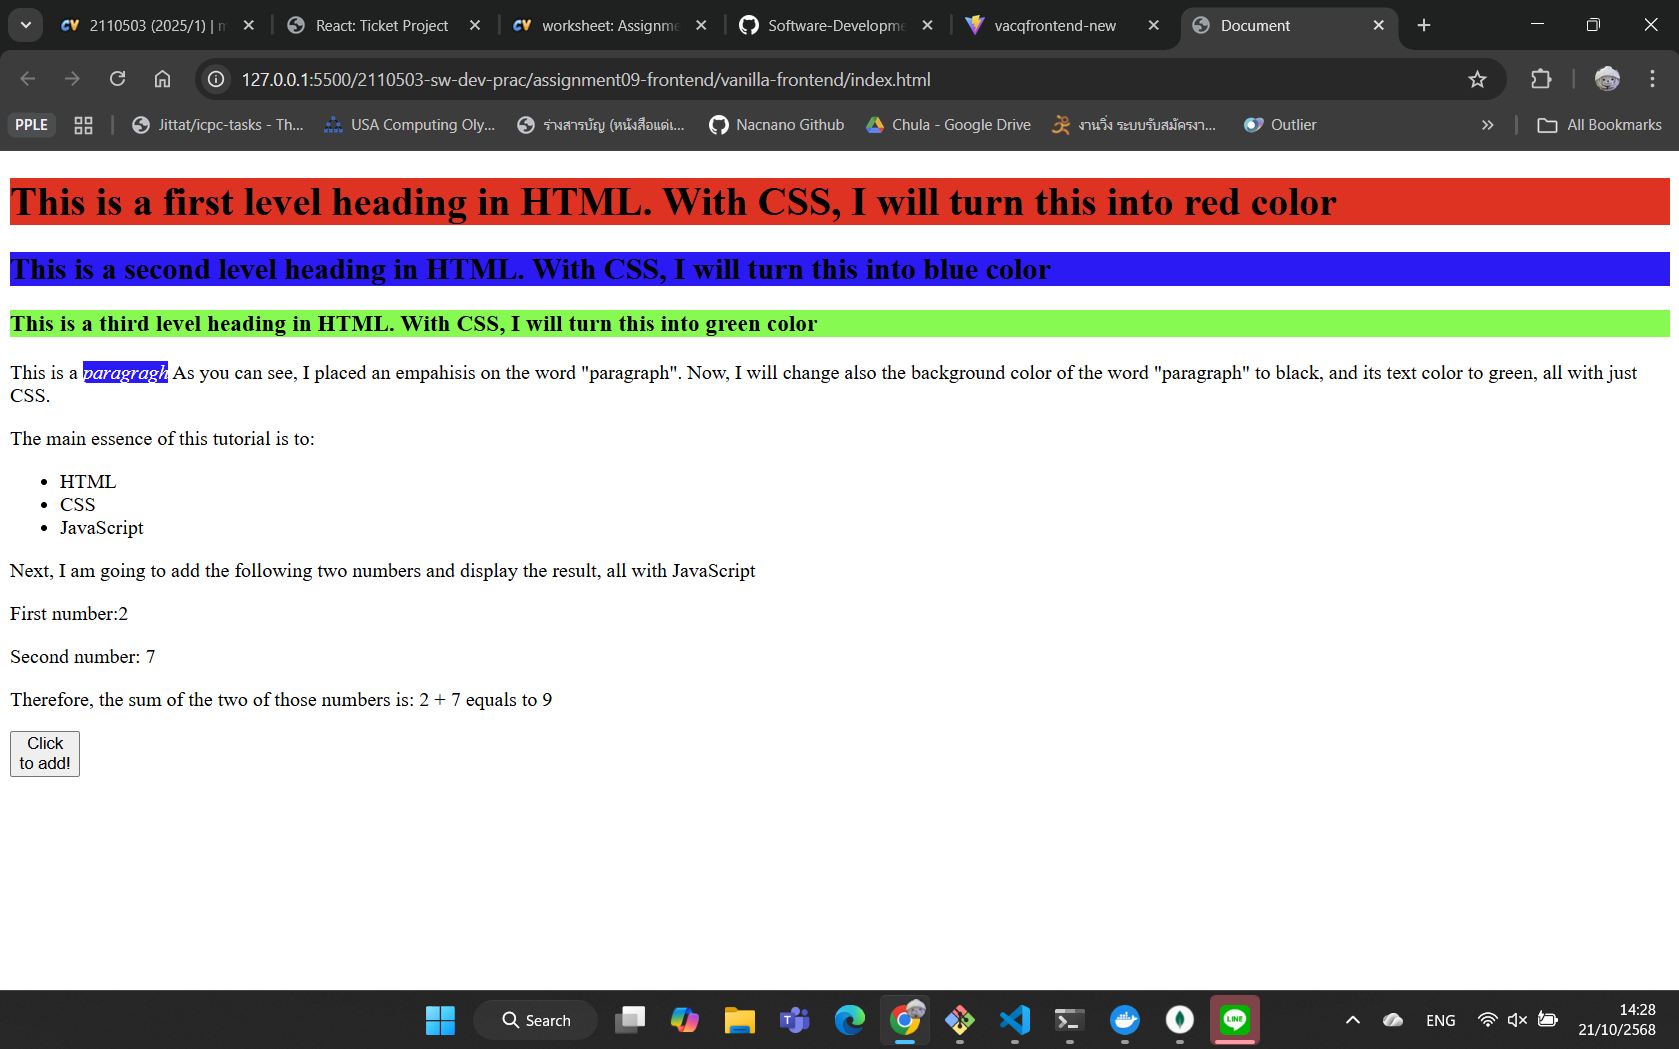 2110503 (2025/1) | m
React: Ticket Project
worksheet: Assignme
Software-Developme
vacqfrontend-new
Document
127.0.0.1:5500/2110503-sw-dev-prac/assignment09-frontend/vanilla-frontend/index.html
PPLE
Jittat/icpc-tasks - Th...
USA Computing Oly...
ร่างสารบัญ (หนังสือแด่เ...
Nacnano Github
Chula - Google Drive
งานวิ่ง ระบบรับสมัครงา...
Outlier
All Bookmarks
This is a first level heading in HTML. With CSS, I will turn this into red color
This is a second level heading in HTML. With CSS, I will turn this into blue color
This is a third level heading in HTML. With CSS, I will turn this into green color
This is a paragragh As you can see, I placed an empahisis on the word "paragraph". Now, I will change also the background color of the word "paragraph" to black, and its text color to green, all with just
CSS.
The main essence of this tutorial is to:
• HTML
• CSS
• JavaScript
Next, I am going to add the following two numbers and display the result, all with JavaScript
First number:2
Second number: 7
Therefore, the sum of the two of those numbers is: 2 + 7 equals to 9
Click
to add!
Search
LINE
ENG
14:28
21/10/2568